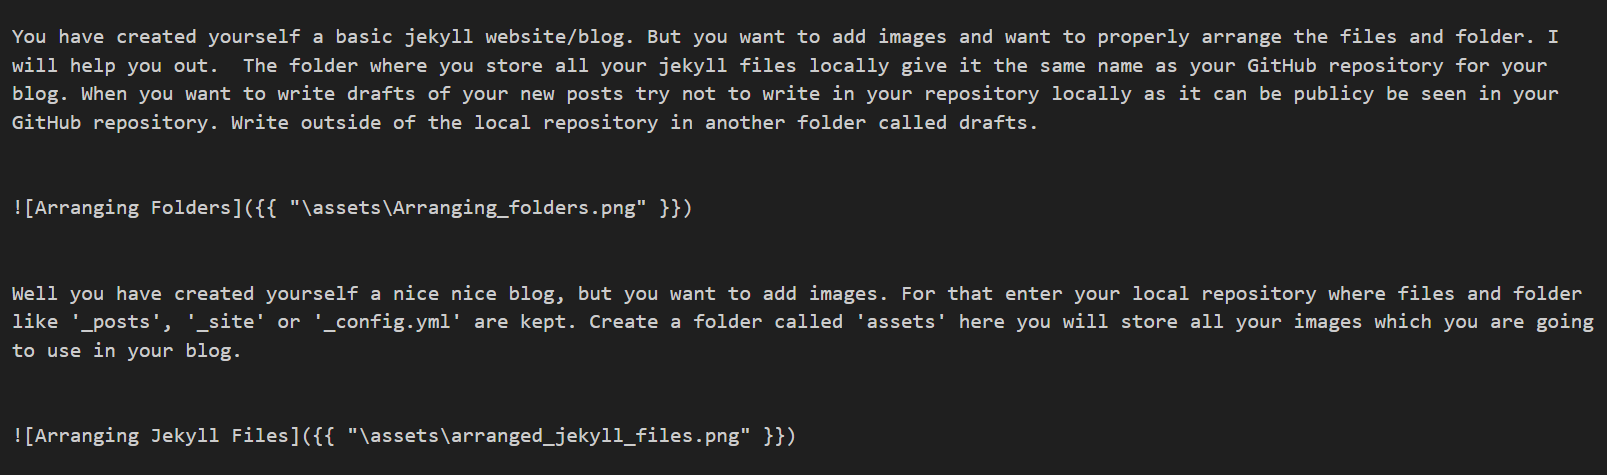 You have created yourself a basic jekyll website/blog. But you want to add images and want to properly arrange the files and folder. I
will help you out.  The folder where you store all your jekyll files locally give it the same name as your GitHub repository for your
blog. When you want to write drafts of your new posts try not to write in your repository locally as it can be publicy be seen in your
GitHub repository. Write outside of the local repository in another folder called drafts.
![Arranging Folders]({{ "\assets\Arranging_folders.png" }})
Well you have created yourself a nice nice blog, but you want to add images. For that enter your local repository where files and folder
like '_posts', '_site' or '_config.yml' are kept. Create a folder called 'assets' here you will store all your images which you are going
to use in your blog.
![Arranging Jekyll Files]({{ "\assets\arranged_jekyll_files.png" }})